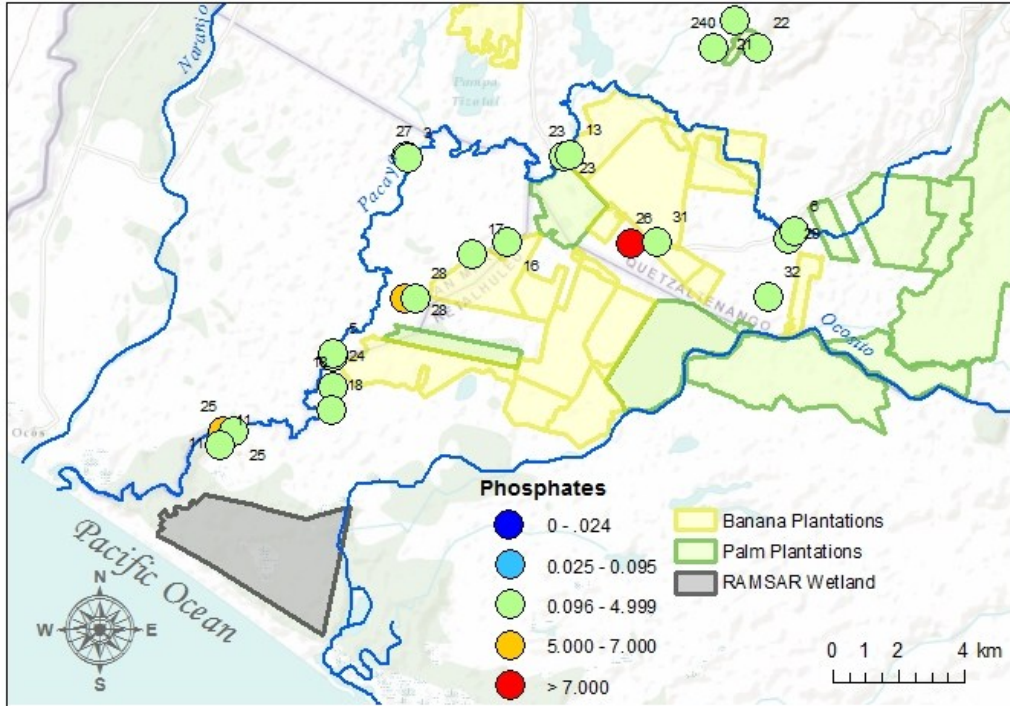 Naranjo
240
22
21
Pampa
Tizatal
27
2
23
13
23
Pacaya
6
29
26
31
17
16
QUETZALTENANGO
32
28
28
Ocosito
5
24
18
18
25
11
11
25
Ocós
Pacific Ocean
N
W
E
S
Phosphates
0 - .024
0.025 - 0.095
0.096 - 4.999
5.000 - 7.000
> 7.000
Banana Plantations
Palm Plantations
RAMSAR Wetland
0 1 2 4 km